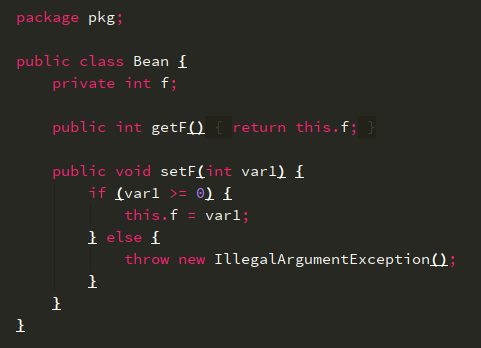 package pkg;
public class Bean {
    private int f;
    public int getF() { return this.f; }
    public void setF(int var1) {
        if (var1 >= 0) {
            this.f = var1;
        } else {
            throw new IllegalArgumentException();
        }
    }
}